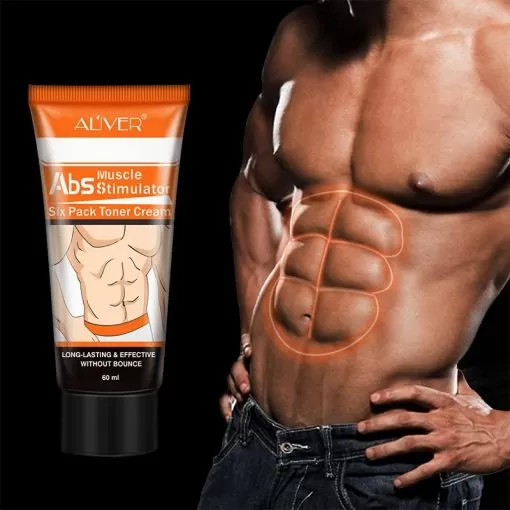 ALIVER®
Abs Muscle Stimulator
Six Pack Toner Cream
LONG-LASTING & EFFECTIVE
WITHOUT BOUNCE
60 ml